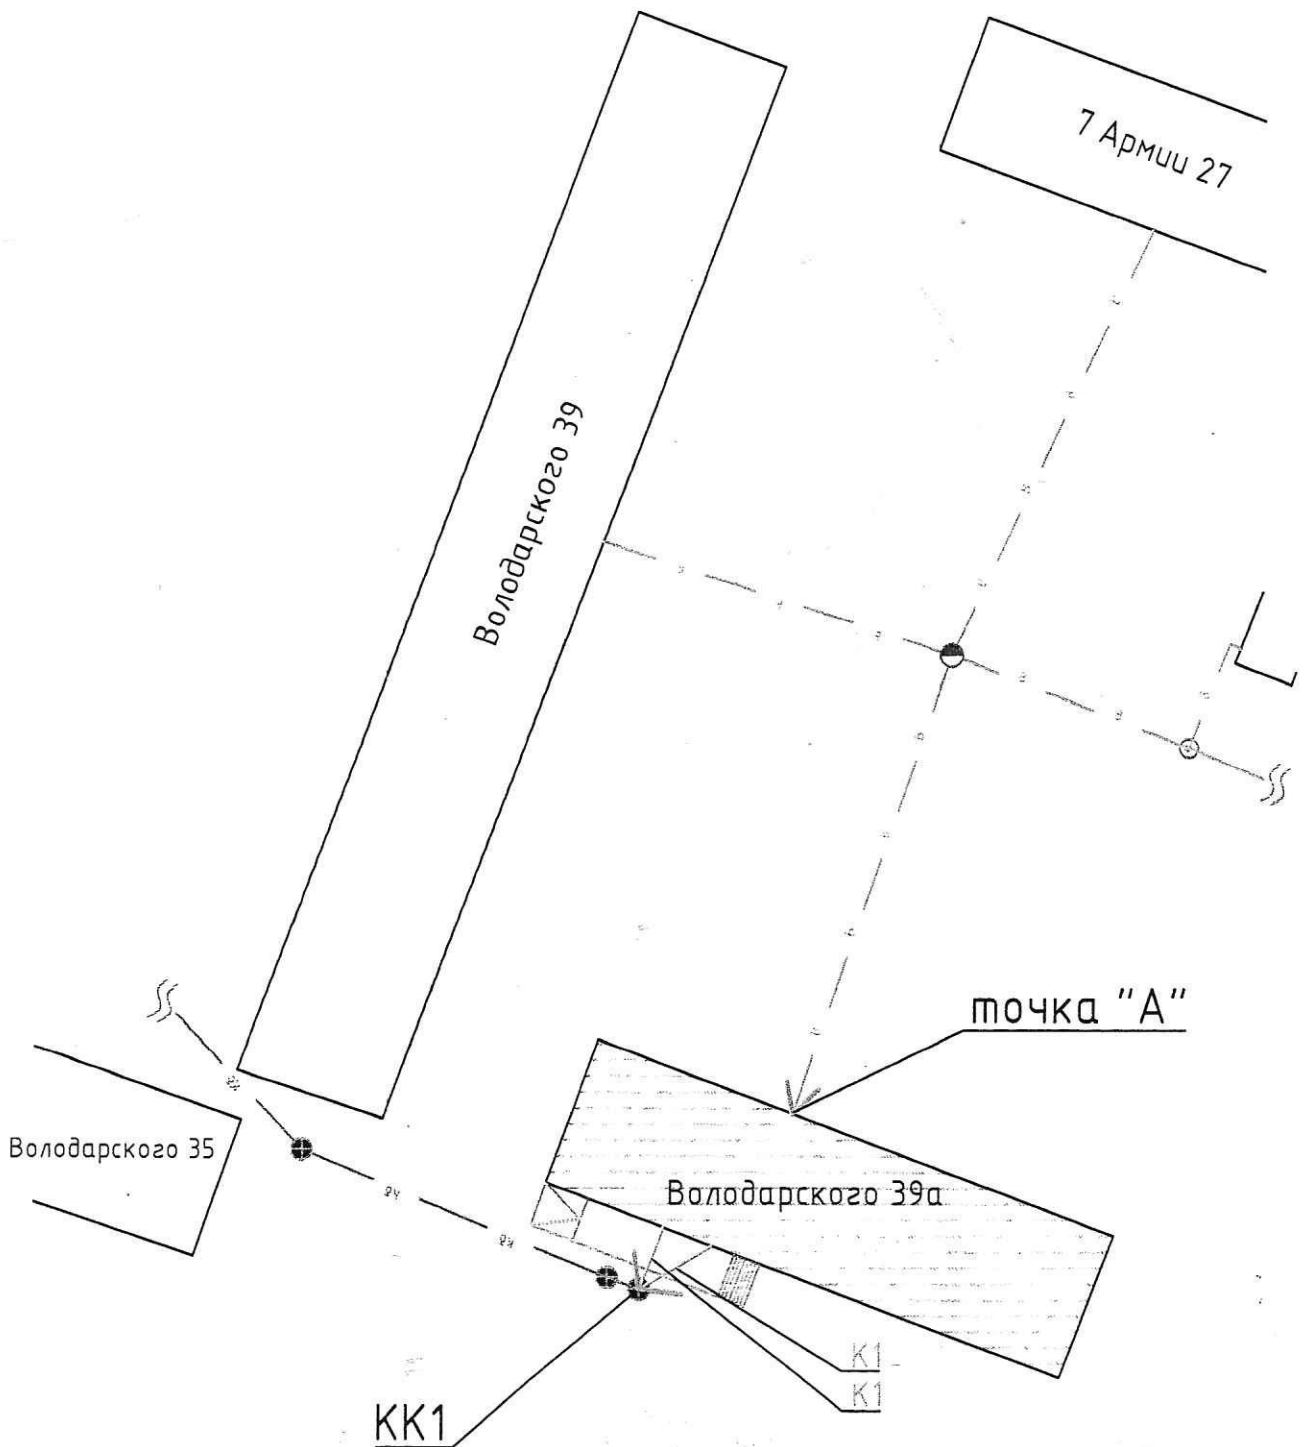 7 Армии 27
Володарского 39
точка "А"
Володарского 35
Володарского 39а
К1
К1
КК1